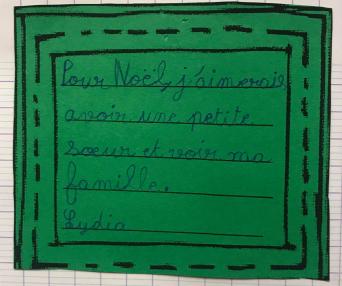 Pour Noël, j'aimerais
avoir une petite
sœur et voir ma
famille.
Lydia